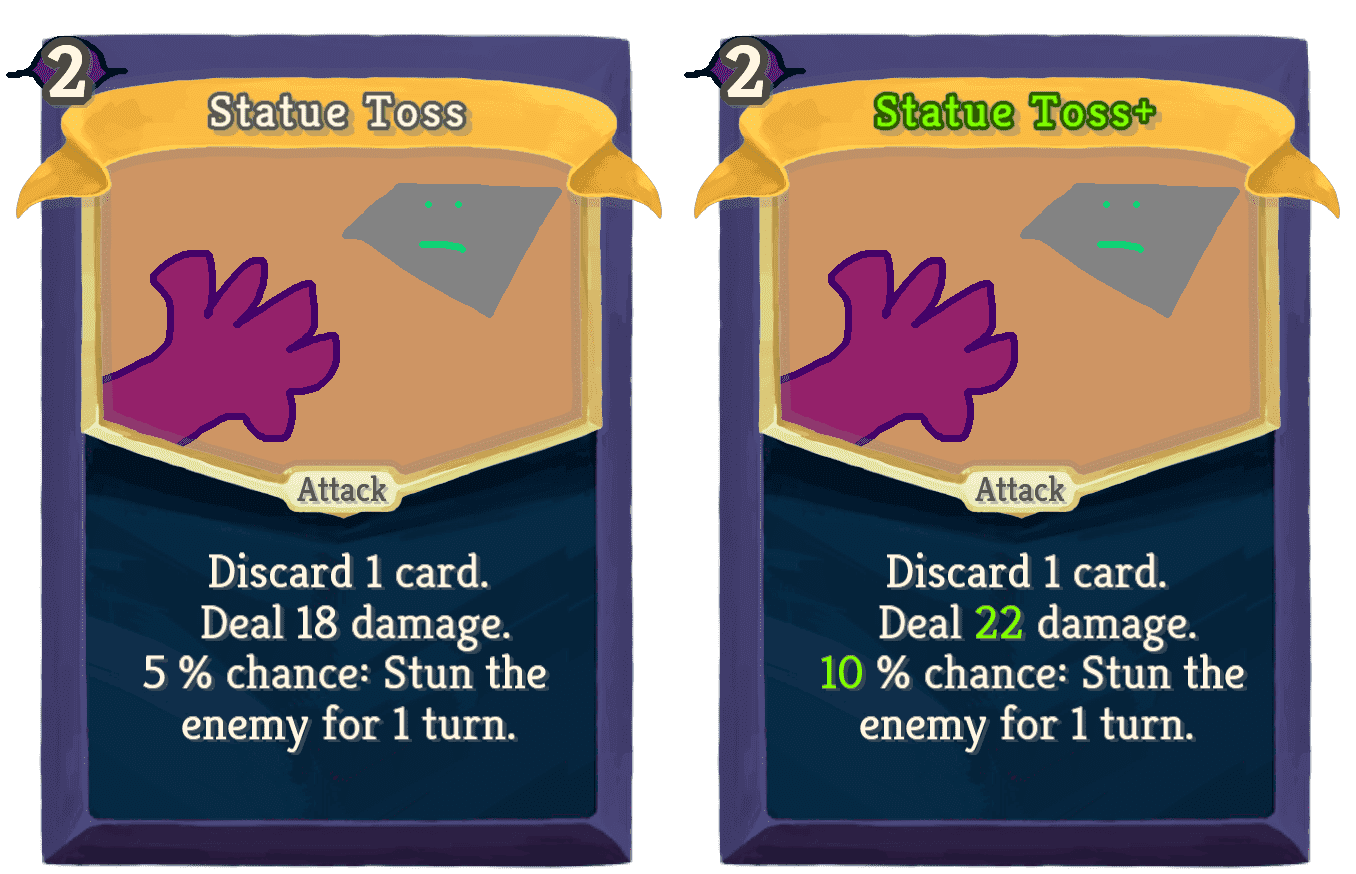 2
Statue Toss
Attack
Discard 1 card.
Deal 18 damage.
5 % chance: Stun the
enemy for 1 turn.
2
Statue Toss+
Attack
Discard 1 card.
Deal 22 damage.
10 % chance: Stun the
enemy for 1 turn.